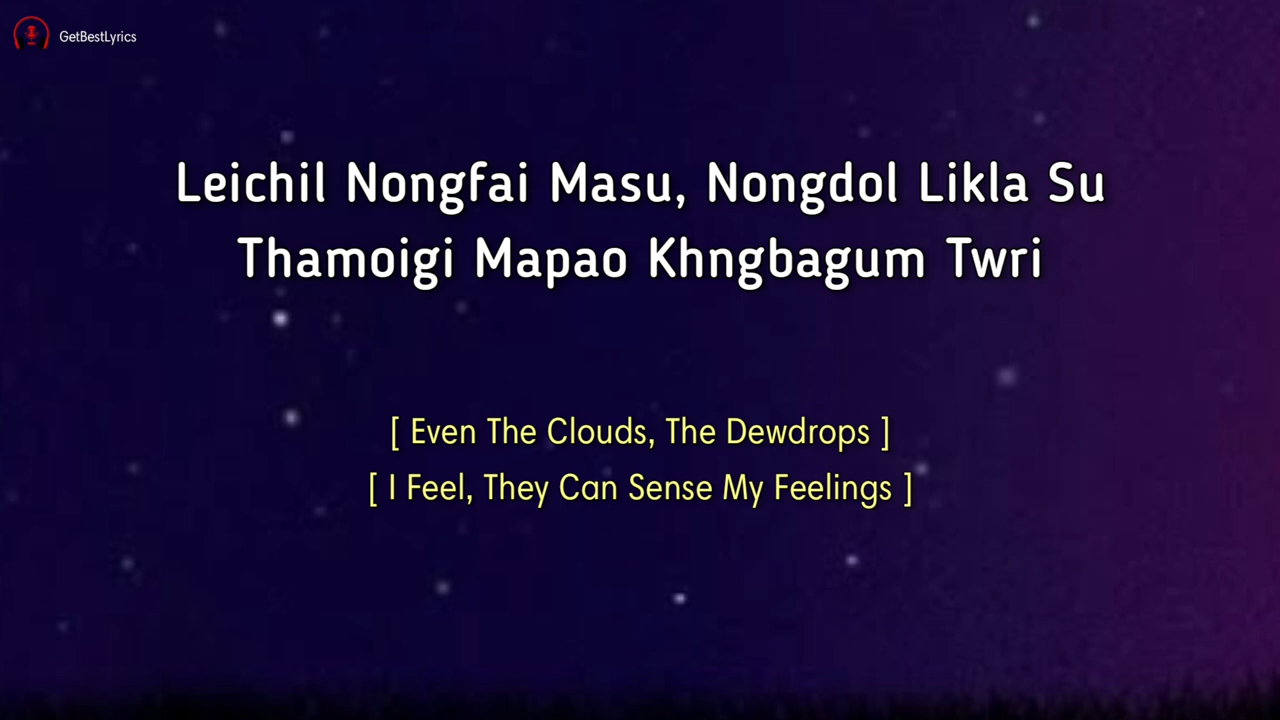 GetBestLyrics
Leichil Nongfai Masu, Nongdol Likla Su
Thamoigi Mapao Khngbagum Twri
[ Even The Clouds, The Dewdrops ]
[ I Feel, They Can Sense My Feelings ]